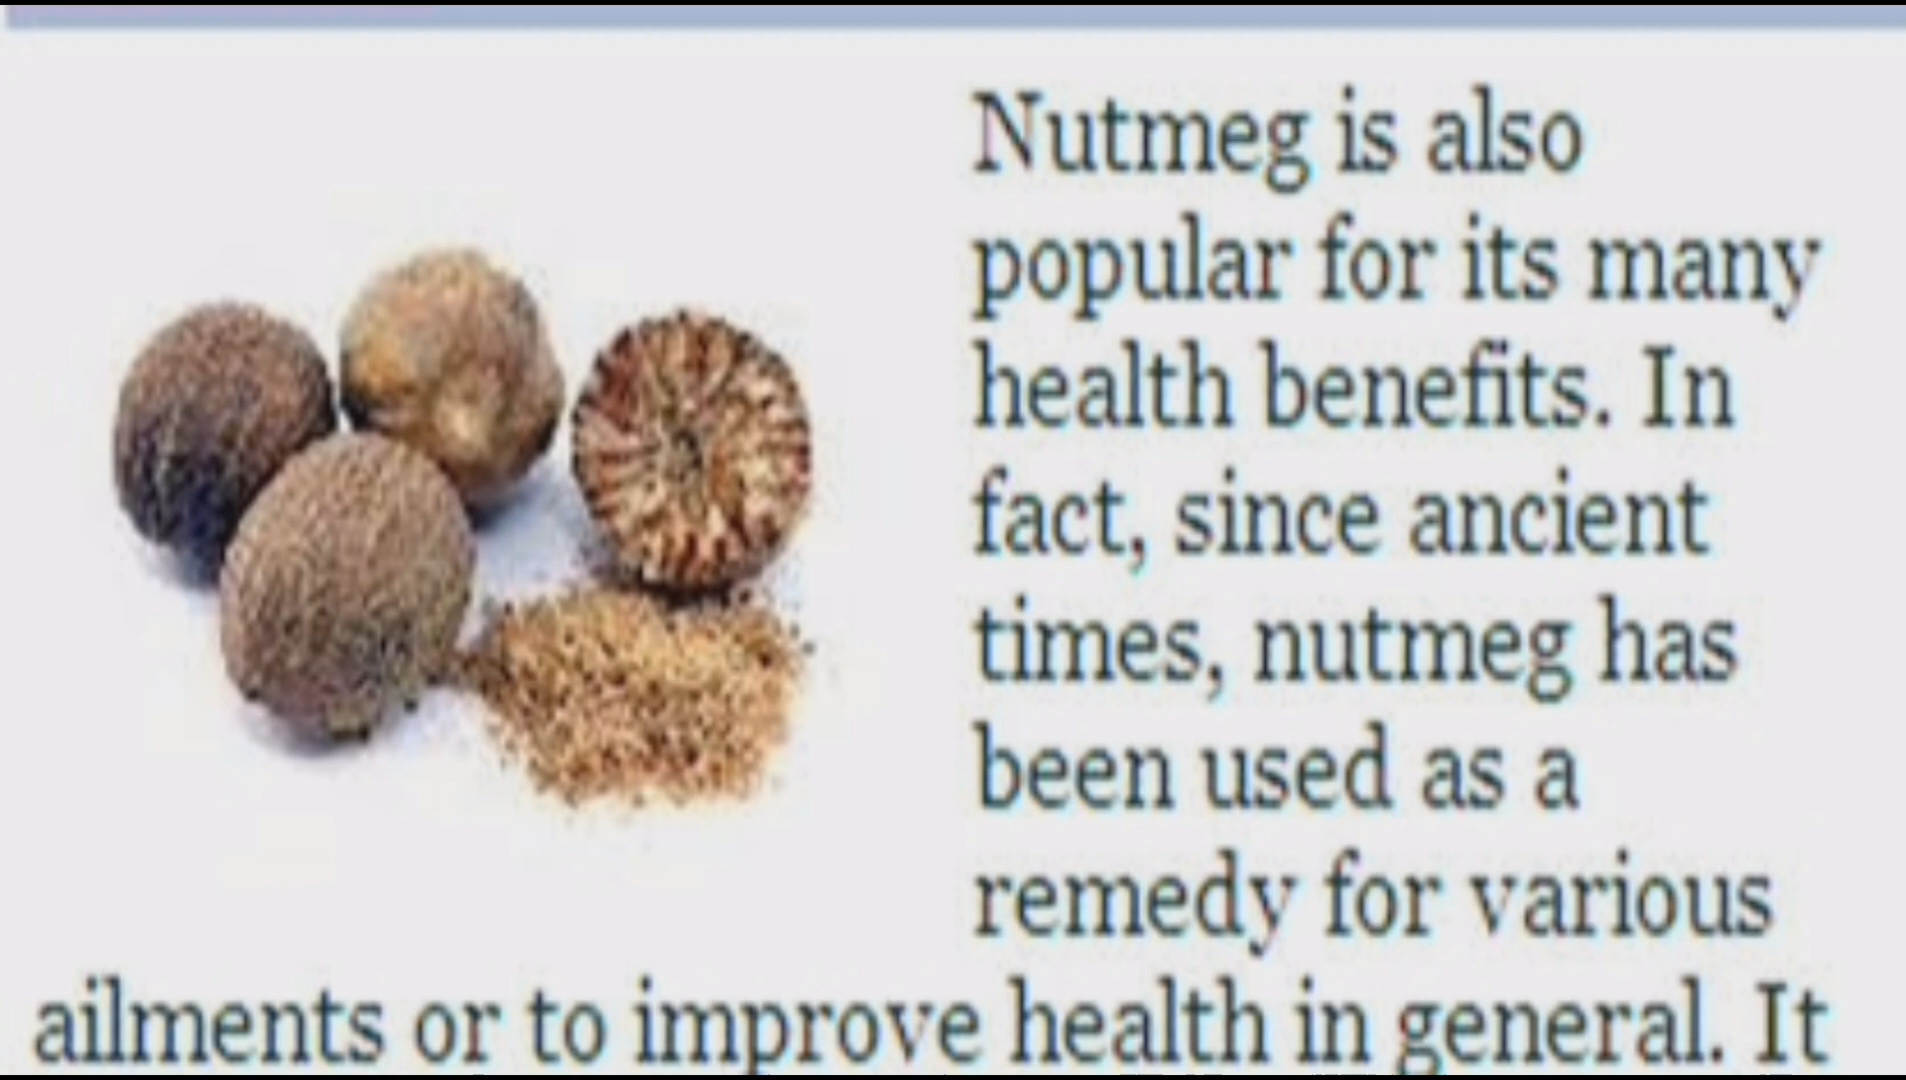 Nutmeg is also
popular for its many
health benefits. In
fact, since ancient
times, nutmeg has
been used as a
remedy for various
ailments or to improve health in general. It